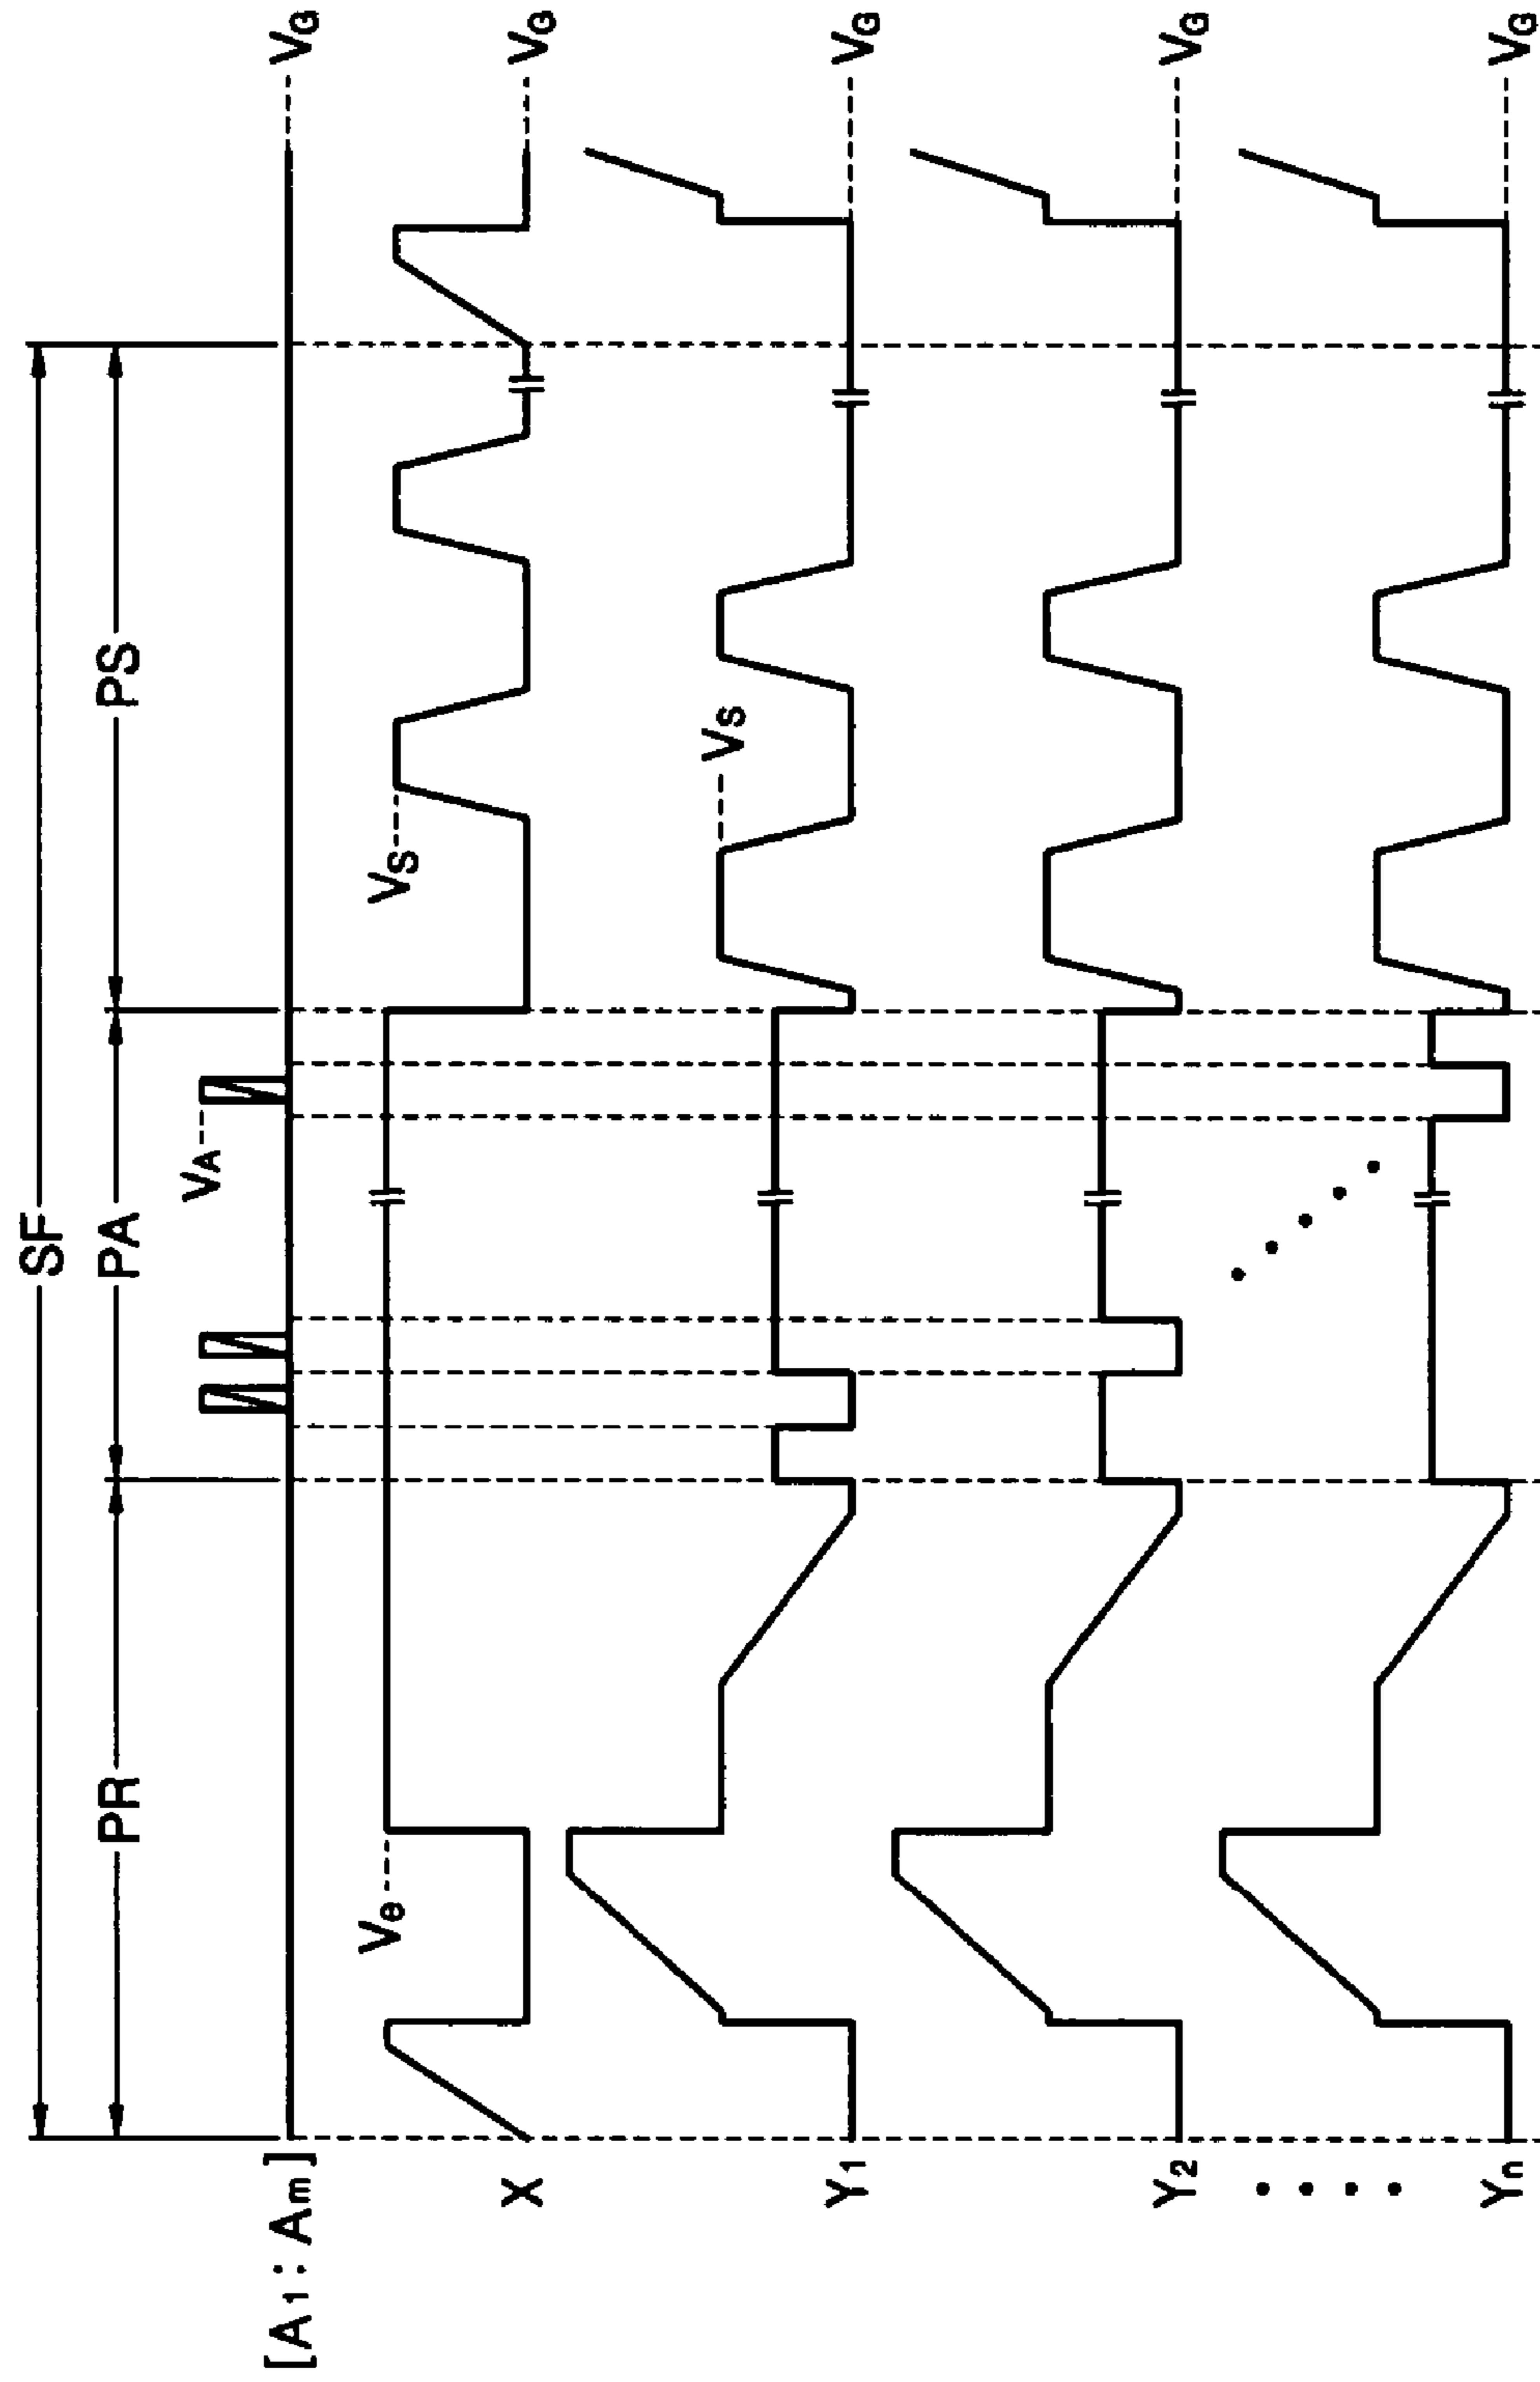 SF
PR PA PS
[A1 : Am] VA VG
X Ve VS VG
Y1 VS VG
Y2 VG
Yn VG